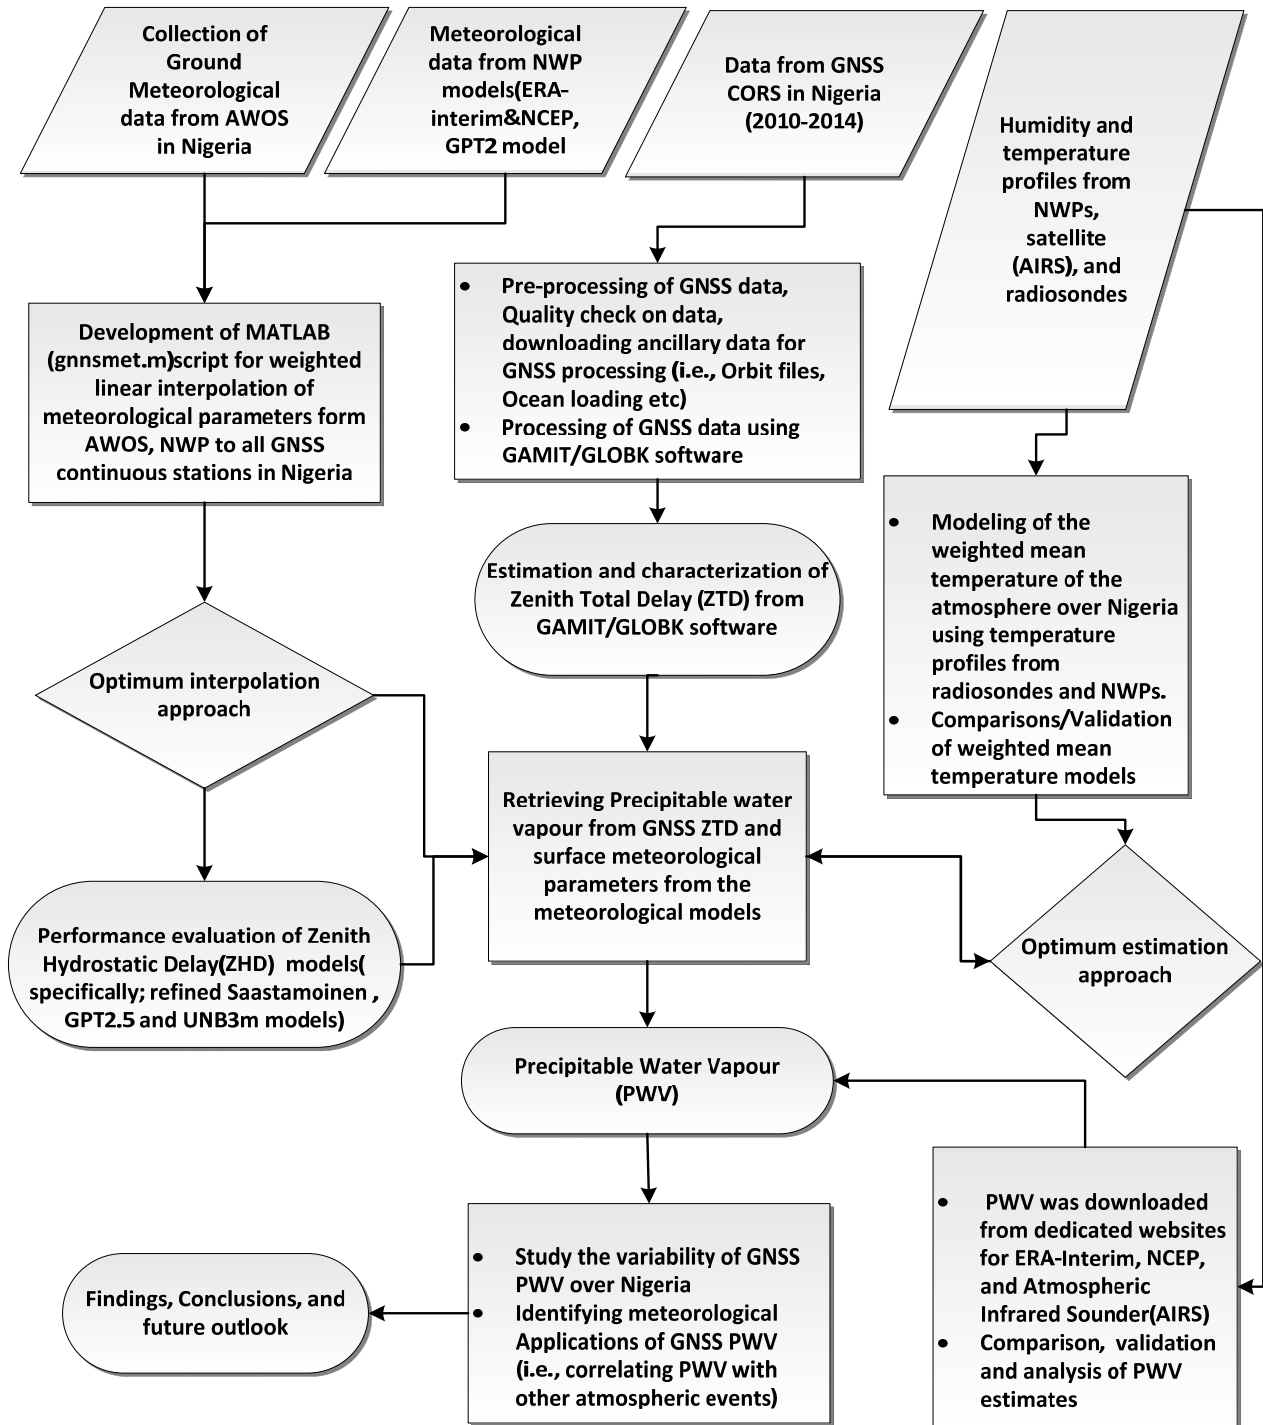 Collection of
Ground
Meteorological
data from AWOS
in Nigeria
Meteorological
data from NWP
models(ERA-
interim&NCEP,
GPT2 model
Data from GNSS
CORS in Nigeria
(2010-2014)
Humidity and
temperature
profiles from
NWPs,
satellite
(AIRS), and
radiosondes
Development of MATLAB
(gnnsmet.m)script for weighted
linear interpolation of
meteorological parameters form
AWOS, NWP to all GNSS
continuous stations in Nigeria
• Pre-processing of GNSS data,
Quality check on data,
downloading ancillary data for
GNSS processing (i.e., Orbit files,
Ocean loading etc)
• Processing of GNSS data using
GAMIT/GLOBK software
• Modeling of the
weighted mean
temperature of the
atmosphere over Nigeria
using temperature
profiles from
radiosondes and NWPs.
• Comparisons/Validation
of weighted mean
temperature models
Estimation and characterization of
Zenith Total Delay (ZTD) from
GAMIT/GLOBK software
Optimum interpolation
approach
Retrieving Precipitable water
vapour from GNSS ZTD and
surface meteorological
parameters from the
meteorological models
Optimum estimation
approach
Performance evaluation of Zenith
Hydrostatic Delay(ZHD) models(
specifically; refined Saastamoinen ,
GPT2.5 and UNB3m models)
Precipitable Water Vapour
(PWV)
• PWV was downloaded
from dedicated websites
for ERA-Interim, NCEP,
and Atmospheric
Infrared Sounder(AIRS)
• Comparison, validation
and analysis of PWV
estimates
• Study the variability of GNSS
PWV over Nigeria
• Identifying meteorological
Applications of GNSS PWV
(i.e., correlating PWV with
other atmospheric events)
Findings, Conclusions, and
future outlook